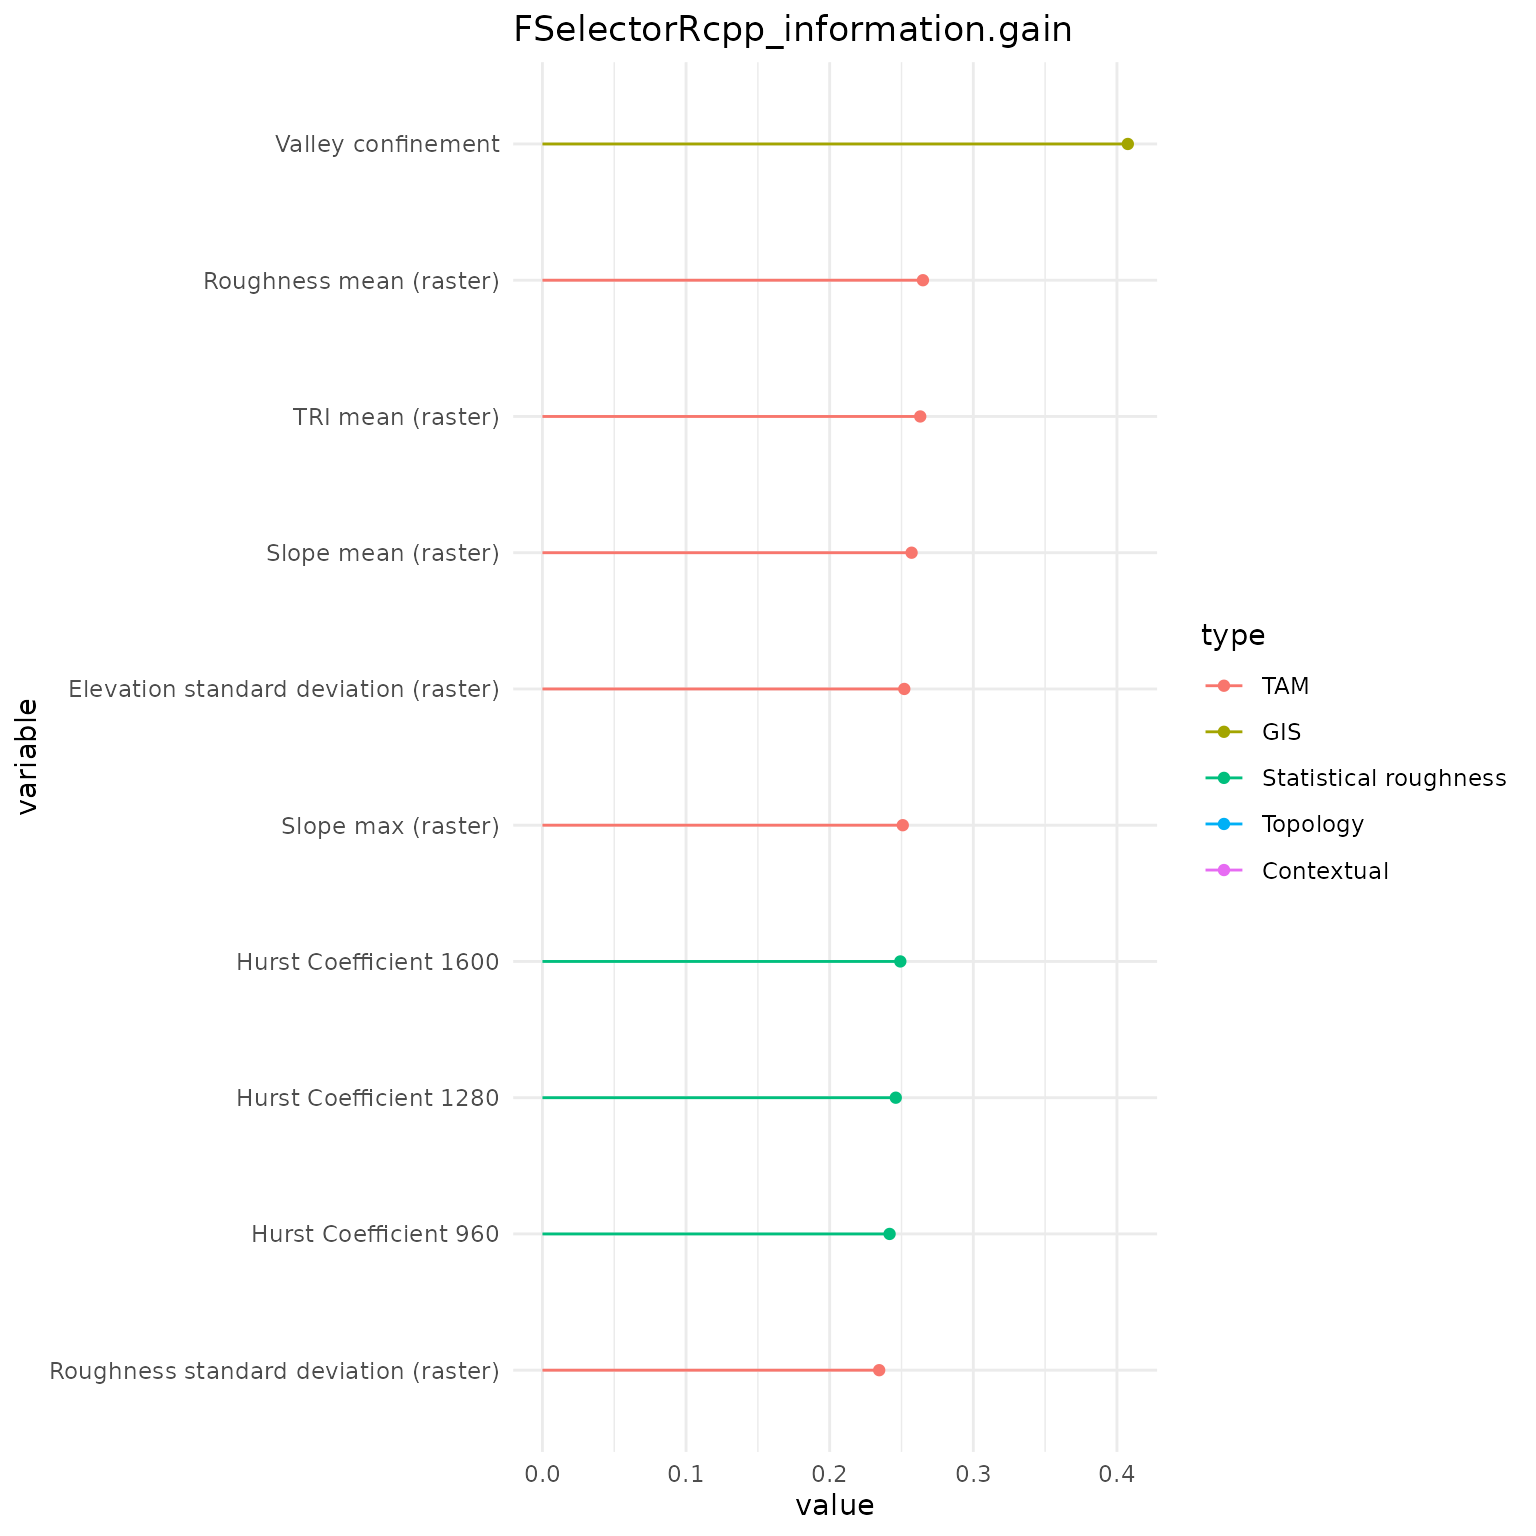 FSelectorRcpp_information.gain
Valley confinement
Roughness mean (raster)
TRI mean (raster)
Slope mean (raster)
Elevation standard deviation (raster)
Slope max (raster)
Hurst Coefficient 1600
Hurst Coefficient 1280
Hurst Coefficient 960
Roughness standard deviation (raster)
variable
0.0 0.1 0.2 0.3 0.4
value
type
TAM
GIS
Statistical roughness
Topology
Contextual